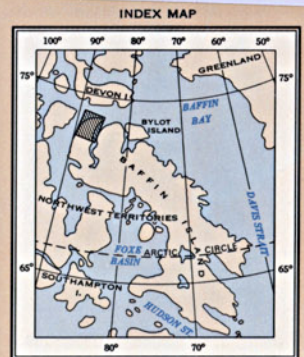 INDEX MAP
100° 90° 80° 70° 60° 50°
GREENLAND
75° 75°
DEVON I.
BAFFIN
BAY
BYLOT
ISLAND
BAFFIN ISLAND
NORTHWEST TERRITORIES
DAVIS STRAIT
FOXE
BASIN
ARCTIC CIRCLE
65° 65°
SOUTHAMPTON
I.
HUDSON ST.
80° 70°